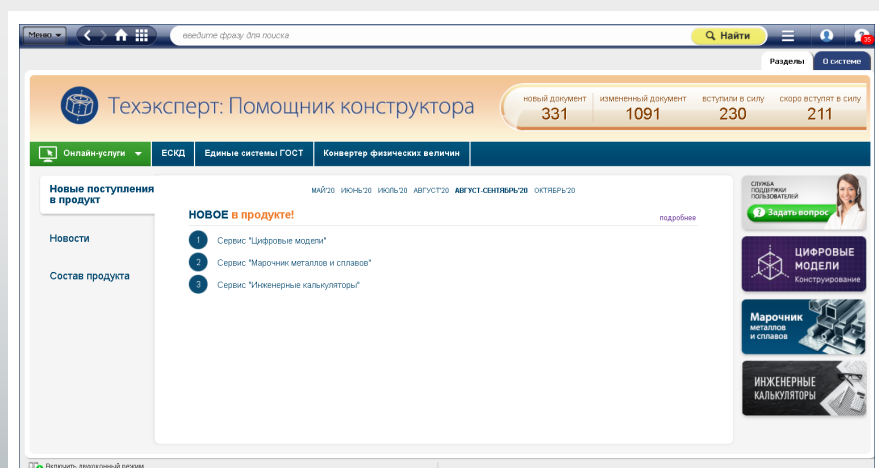 Меню
введите фразу для поиска
Найти
35
Разделы
О системе
Техэксперт: Помощник конструктора
новый документ
331
измененный документ
1091
вступили в силу
230
скоро вступят в силу
211
Онлайн-услуги
ЕСКД
Единые системы ГОСТ
Конвертер физических величин
Новые поступления
в продукт
Новости
Состав продукта
МАЙ'20 ИЮНЬ'20 ИЮЛЬ'20 АВГУСТ'20 АВГУСТ-СЕНТЯБРЬ'20 ОКТЯБРЬ'20
НОВОЕ в продукте!
подробнее
1 Сервис "Цифровые модели"
2 Сервис "Марочник металлов и сплавов"
3 Сервис "Инженерные калькуляторы"
СЛУЖБА
ПОДДЕРЖКИ
ПОЛЬЗОВАТЕЛЕЙ
? Задать вопрос
ЦИФРОВЫЕ
МОДЕЛИ
Конструирование
Марочник
металлов
и сплавов
ИНЖЕНЕРНЫЕ
КАЛЬКУЛЯТОРЫ
Включить двухоконный режим